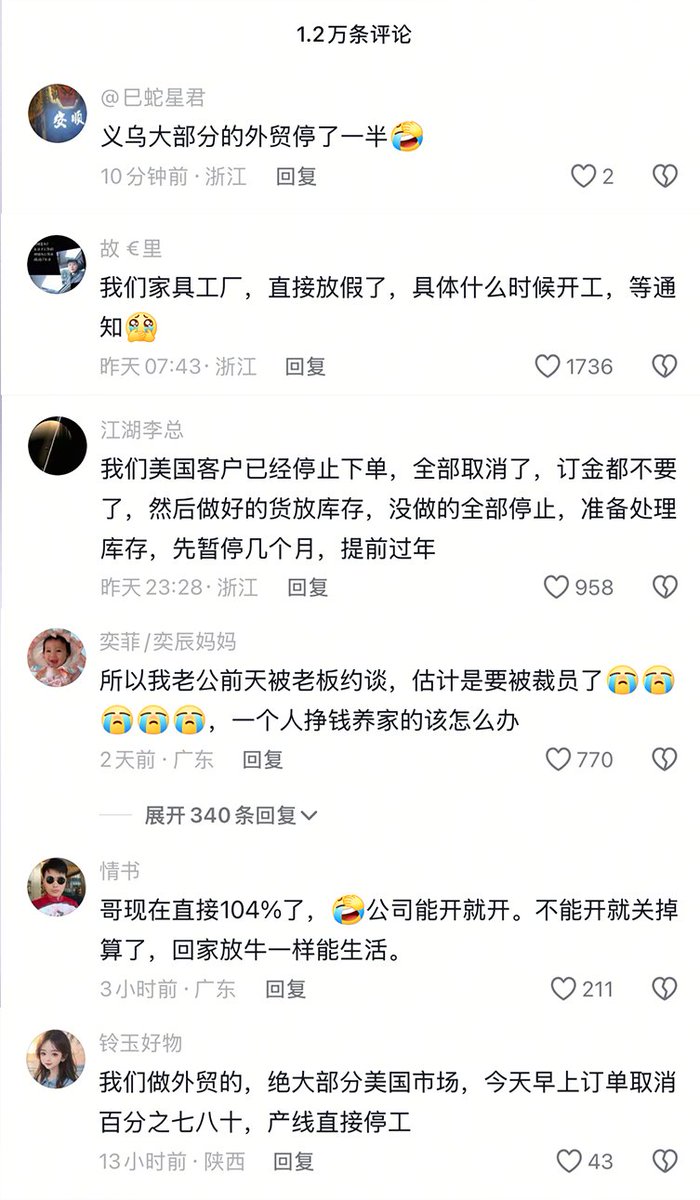 1.2万条评论
@巳蛇星君
义乌大部分的外贸停了一半🤣
10分钟前·浙江 回复 2
故 €里
我们家具工厂，直接放假了，具体什么时候开工，等通
知🥹
昨天 07:43·浙江 回复 1736
江湖李总
我们美国客户已经停止下单，全部取消了，订金都不要
了，然后做好的货放库存，没做的全部停止，准备处理
库存，先暂停几个月，提前过年
昨天 23:28·浙江 回复 958
奕菲/奕辰妈妈
所以我老公前天被老板约谈，估计是要被裁员了😭😭
😭😭😭，一个人挣钱养家的该怎么办
2天前·广东 回复 770
展开340条回复
情书
哥现在直接104%了，🤣公司能开就开。不能开就关掉
算了，回家放牛一样能生活。
3小时前·广东 回复 211
铃玉好物
我们做外贸的，绝大部分美国市场，今天早上订单取消
百分之七八十，产线直接停工
13小时前·陕西 回复 43